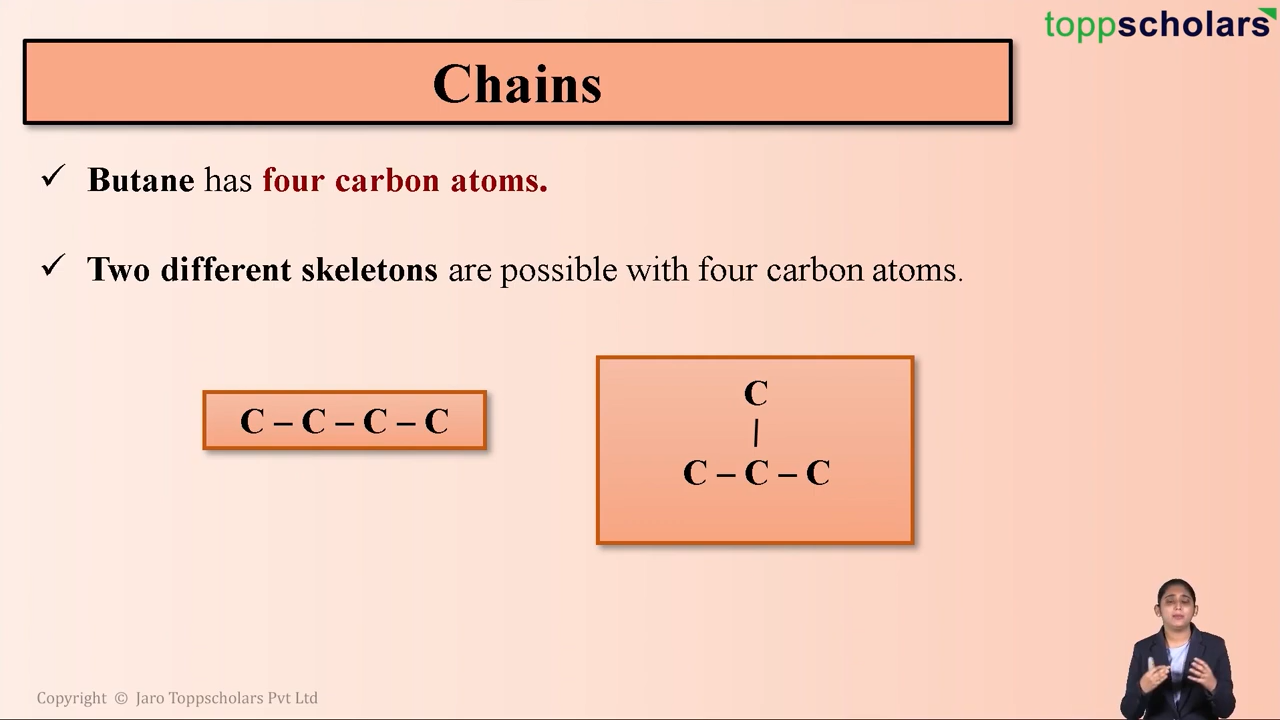 toppscholars
Chains
✓ Butane has four carbon atoms.
✓ Two different skeletons are possible with four carbon atoms.
C – C – C – C
C
|
C – C – C
Copyright © Jaro Toppscholars Pvt Ltd